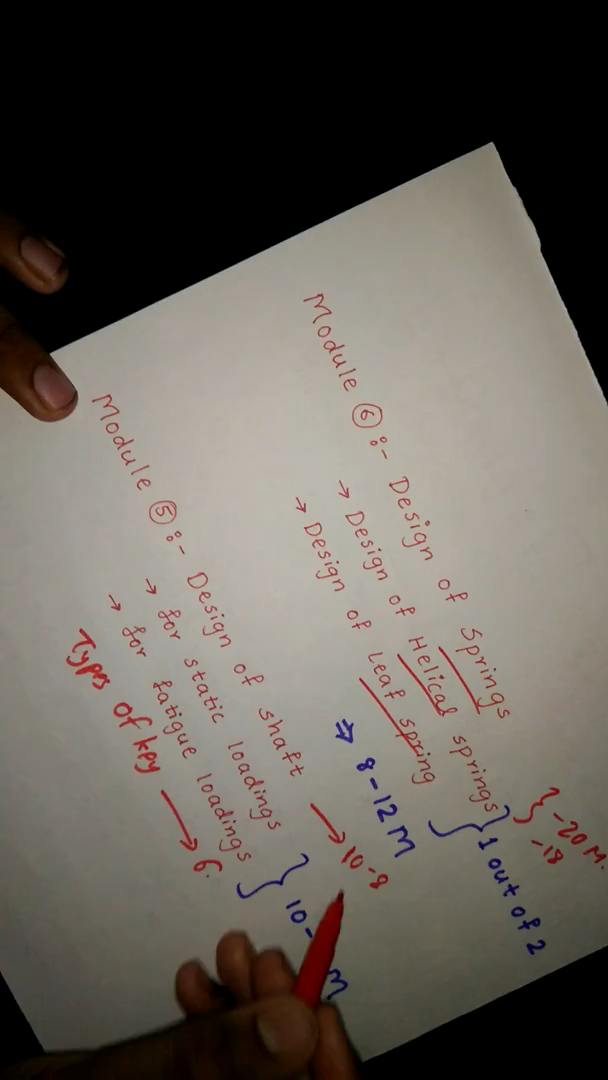 Module ⑥ :- Design of Springs
→ Design of Helical springs
→ Design of Leaf spring
} 1 out of 2
} -20 M.
-18
⇒ 8-12 M
Module ⑤ :- Design of shaft
→ for static loadings
→ for fatigue loadings
→ 10-8
} 10- M
Types of key → 6.